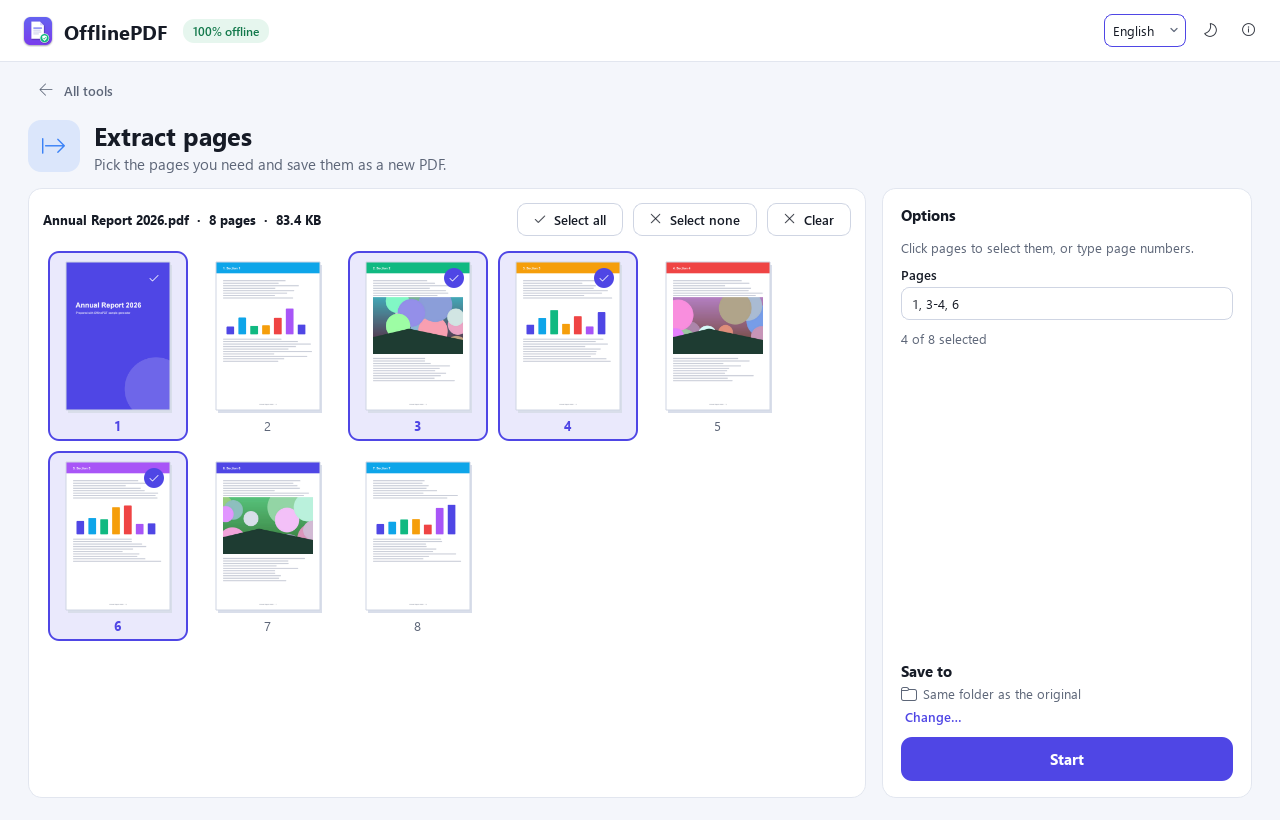 OfflinePDF
100% offline
English
All tools
Extract pages
Pick the pages you need and save them as a new PDF.
Annual Report 2026.pdf · 8 pages · 83.4 KB
Select all
Select none
Clear
Annual Report 2026
1
2
3
4
5
6
7
8
Options
Click pages to select them, or type page numbers.
Pages
1, 3-4, 6
4 of 8 selected
Save to
Same folder as the original
Change...
Start